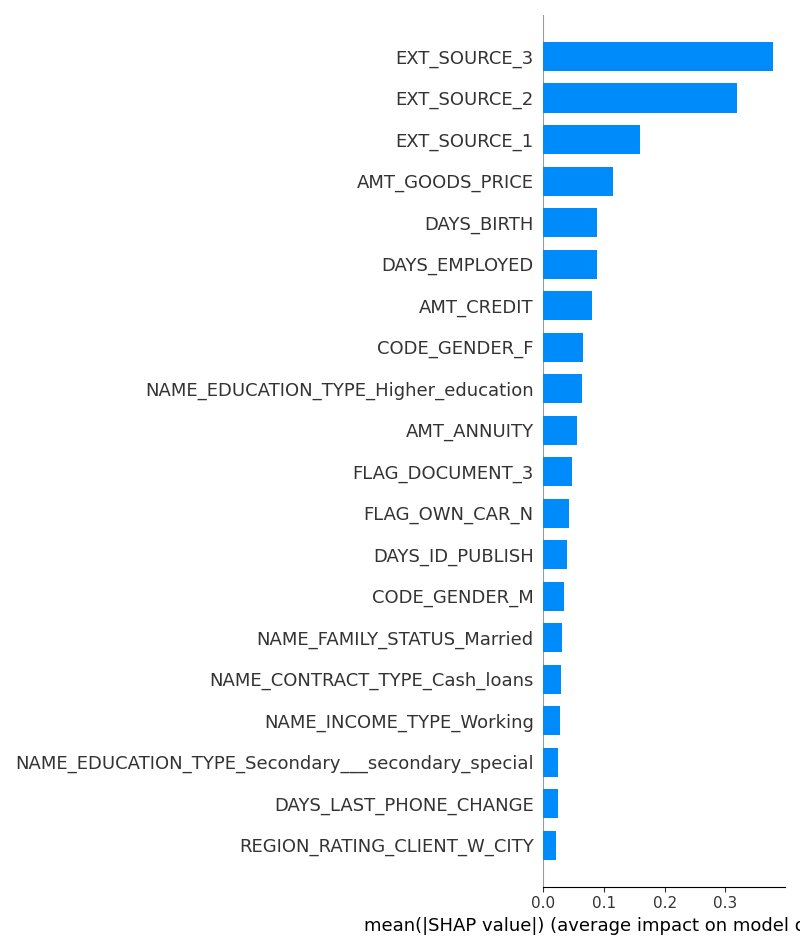 EXT_SOURCE_3
EXT_SOURCE_2
EXT_SOURCE_1
AMT_GOODS_PRICE
DAYS_BIRTH
DAYS_EMPLOYED
AMT_CREDIT
CODE_GENDER_F
NAME_EDUCATION_TYPE_Higher_education
AMT_ANNUITY
FLAG_DOCUMENT_3
FLAG_OWN_CAR_N
DAYS_ID_PUBLISH
CODE_GENDER_M
NAME_FAMILY_STATUS_Married
NAME_CONTRACT_TYPE_Cash_loans
NAME_INCOME_TYPE_Working
NAME_EDUCATION_TYPE_Secondary___secondary_special
DAYS_LAST_PHONE_CHANGE
REGION_RATING_CLIENT_W_CITY
0.0 0.1 0.2 0.3
mean(|SHAP value|) (average impact on model